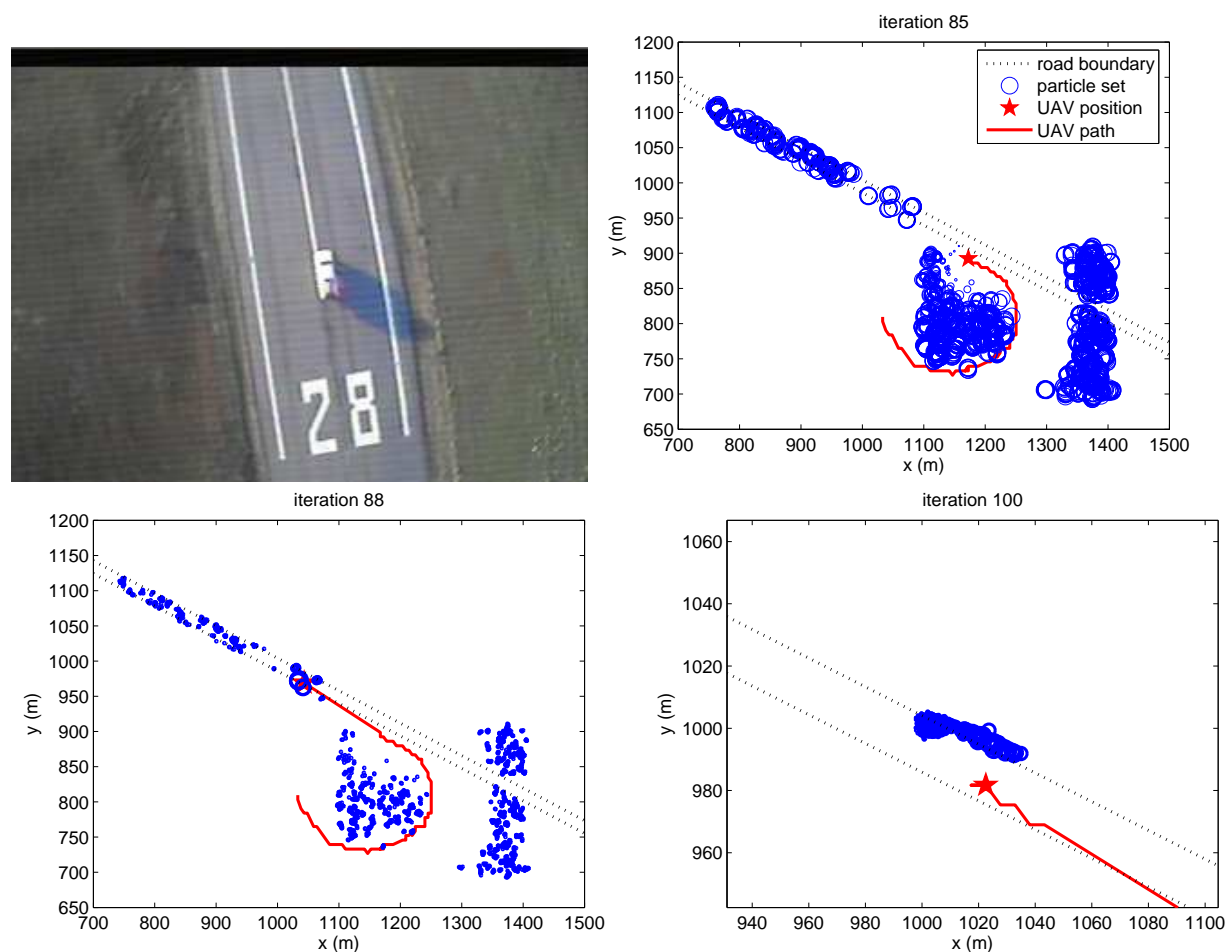 28
iteration 85
road boundary
particle set
UAV position
UAV path
1200
1150
1100
1050
1000
950
900
850
800
750
700
650
y (m)
700 800 900 1000 1100 1200 1300 1400 1500
x (m)
iteration 88
1200
1150
1100
1050
1000
950
900
850
800
750
700
650
y (m)
700 800 900 1000 1100 1200 1300 1400 1500
x (m)
iteration 100
1060
1040
1020
1000
980
960
y (m)
940 960 980 1000 1020 1040 1060 1080 1100
x (m)